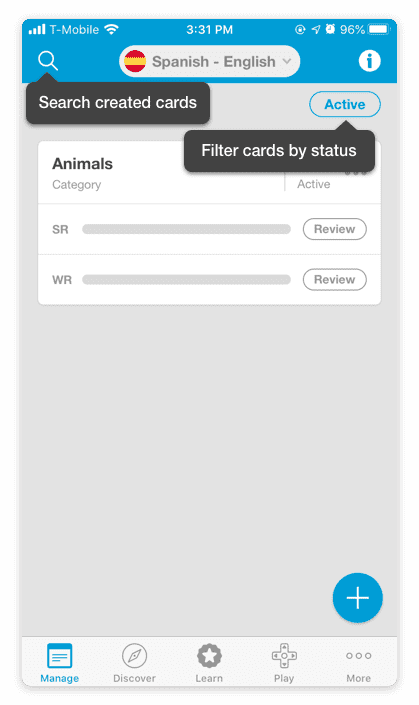 T-Mobile 3:31 PM 96%
Spanish - English
Search created cards
Active
Filter cards by status
Animals
Category
Active
SR Review
WR Review
Manage Discover Learn Play More